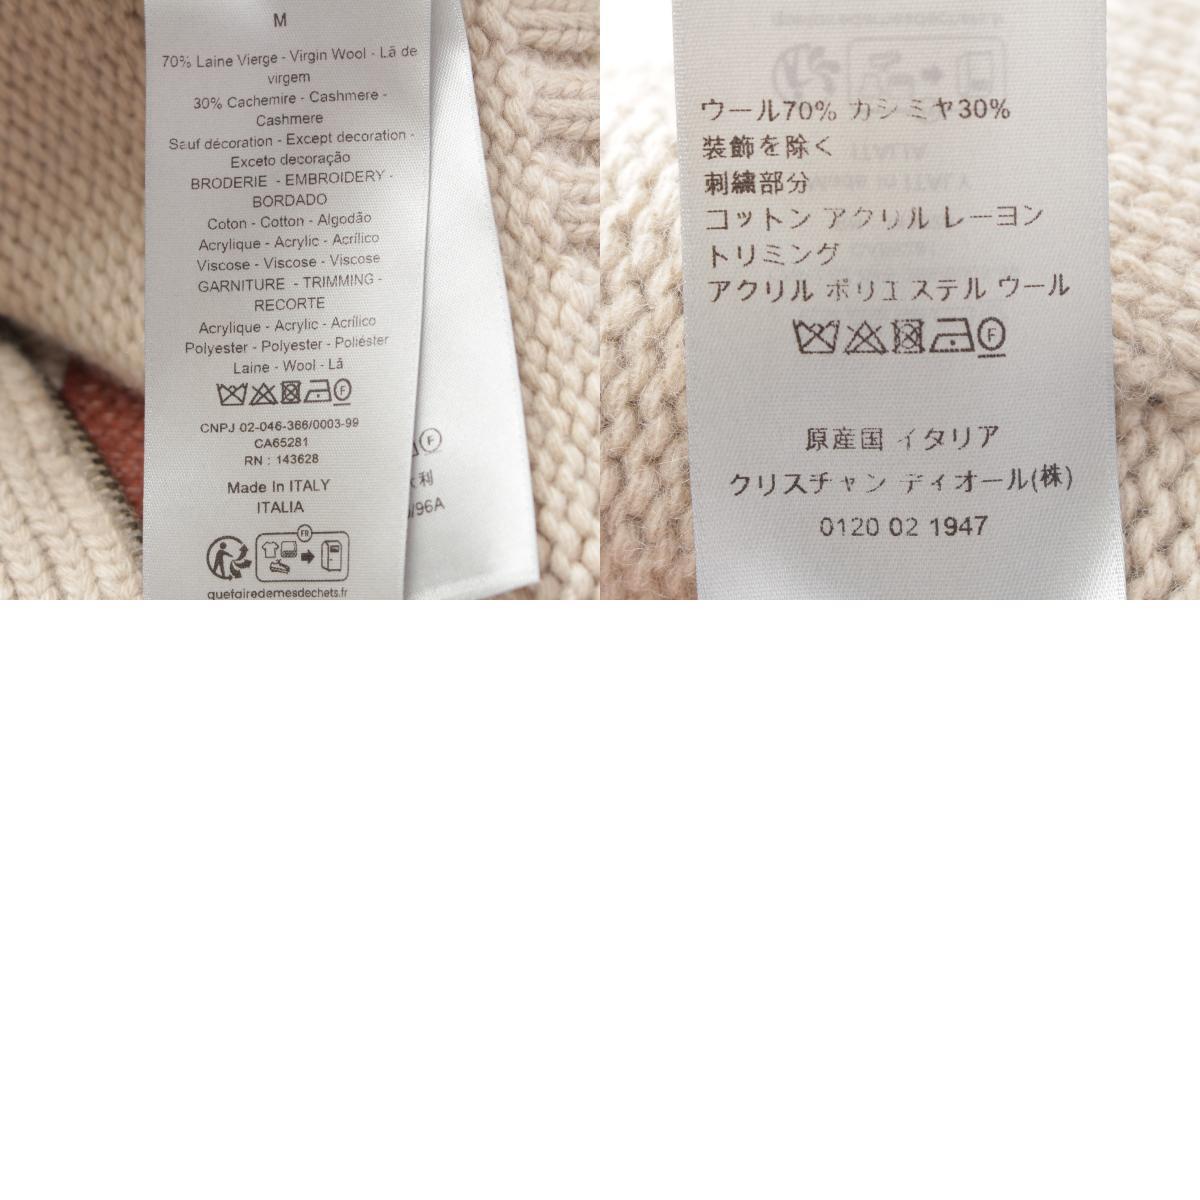 M
70% Laine Vierge - Virgin Wool - Lã de
virgem
30% Cachemire - Cashmere -
Cashmere
Sauf décoration - Except decoration -
Exceto decoração
BRODERIE - EMBROIDERY -
BORDADO
Coton - Cotton - Algodão
Acrylique - Acrylic - Acrílico
Viscose - Viscose - Viscose
GARNITURE - TRIMMING -
RECORTE
Acrylique - Acrylic - Acrílico
Polyester - Polyester - Poliéster
Laine - Wool - Lã
F
CNPJ 02-046-366/0003-99
CA65281
RN : 143628
Made In ITALY
ITALIA
FR
quefairedemesdechets.fr
F
利
/96A
ウール70% カシミヤ30%
装飾を除く
刺繍部分
コットン アクリル レーヨン
トリミング
アクリル ポリエステル ウール
F
原産国 イタリア
クリスチャン ディオール(株)
0120 02 1947